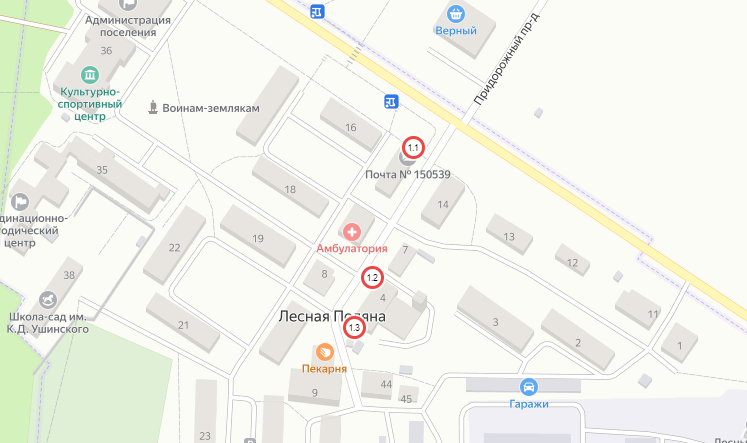 Администрация
поселения
36
Верный
Придорожный пр-д
Культурно-
спортивный
центр
Воинам-землякам
16
1.1
Почта № 150539
35
18
14
динационно-
тодический
центр
22
19
Амбулатория
7
13
12
38
8
1.2
4
Школа-сад им.
К.Д. Ушинского
21
Лесная Поляна
1.3
3
2
11
1
Пекарня
9
44
45
Гаражи
23
Лесны